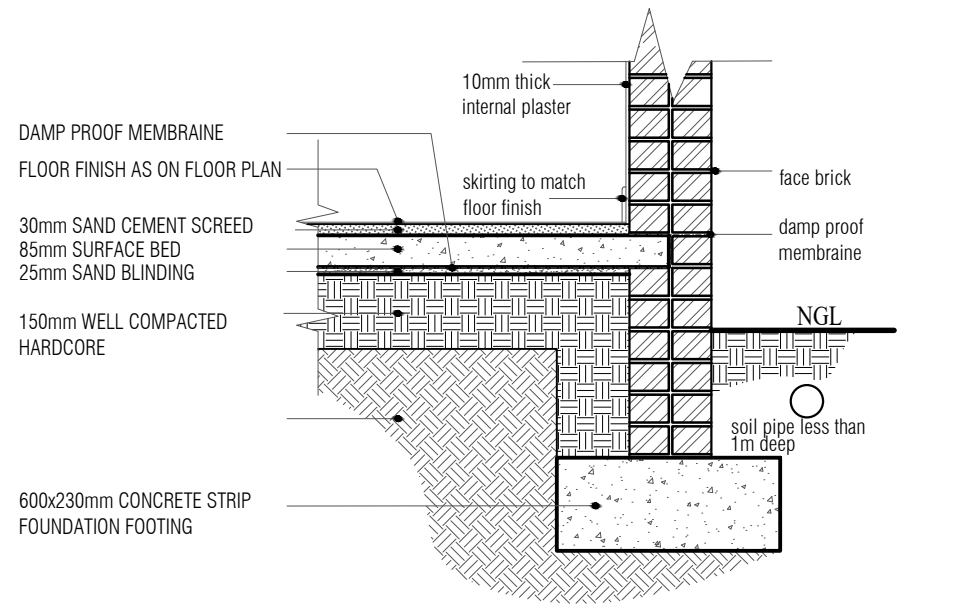 10mm thick
internal plaster
DAMP PROOF MEMBRAINE
FLOOR FINISH AS ON FLOOR PLAN
skirting to match
floor finish
face brick
30mm SAND CEMENT SCREED
85mm SURFACE BED
25mm SAND BLINDING
damp proof
membraine
150mm WELL COMPACTED
HARDCORE
NGL
soil pipe less than
1m deep
600x230mm CONCRETE STRIP
FOUNDATION FOOTING